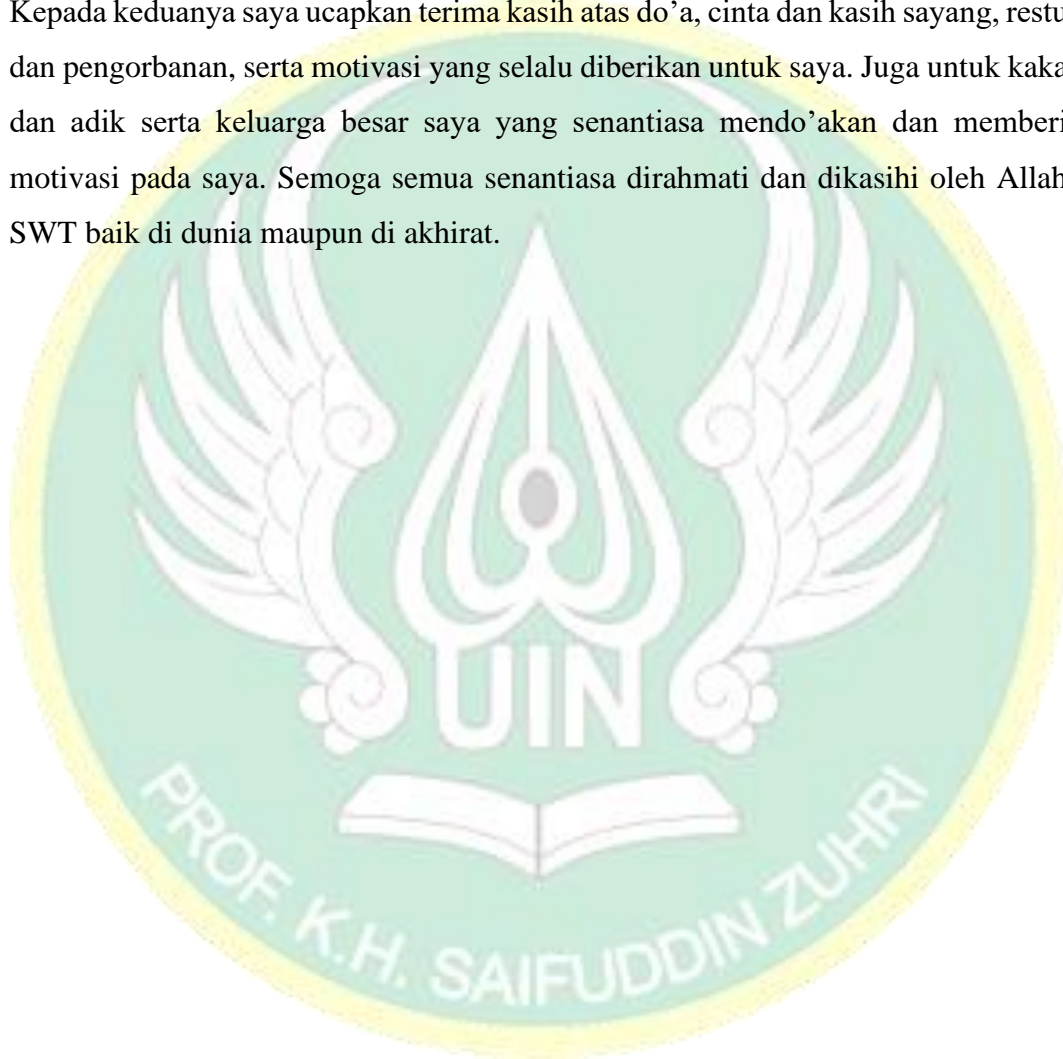 Kepada keduanya saya ucapkan terima kasih atas do’a, cinta dan kasih sayang, restu
dan pengorbanan, serta motivasi yang selalu diberikan untuk saya. Juga untuk kaka
dan adik serta keluarga besar saya yang senantiasa mendo’akan dan memberi
motivasi pada saya. Semoga semua senantiasa dirahmati dan dikasihi oleh Allah
SWT baik di dunia maupun di akhirat.
UIN
PROF. K.H. SAIFUDDIN ZUHRI